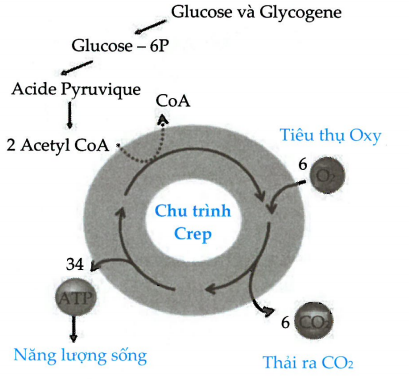 Glucose và Glycogene
Glucose – 6P
Acide Pyruvique
CoA
2 Acetyl CoA
Tiêu thụ Oxy
6
O₂
Chu trình
Crep
34
ATP
6
CO₂
Năng lượng sống
Thải ra CO₂